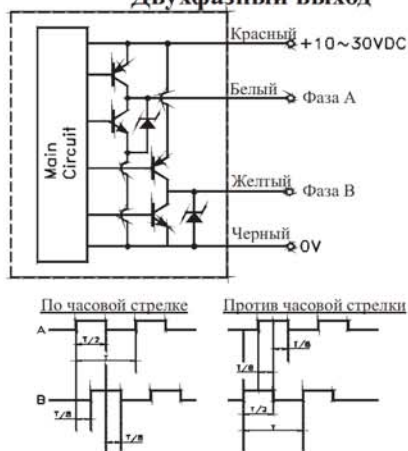 Двухфазный выход
Красный
+10~30VDC
Белый
Фаза A
Main
Circuit
Желтый
Фаза B
Черный
0V
По часовой стрелке
Против часовой стрелки
A
T/2
T
T/8
T/8
B
T/8
T/8
T/2
T